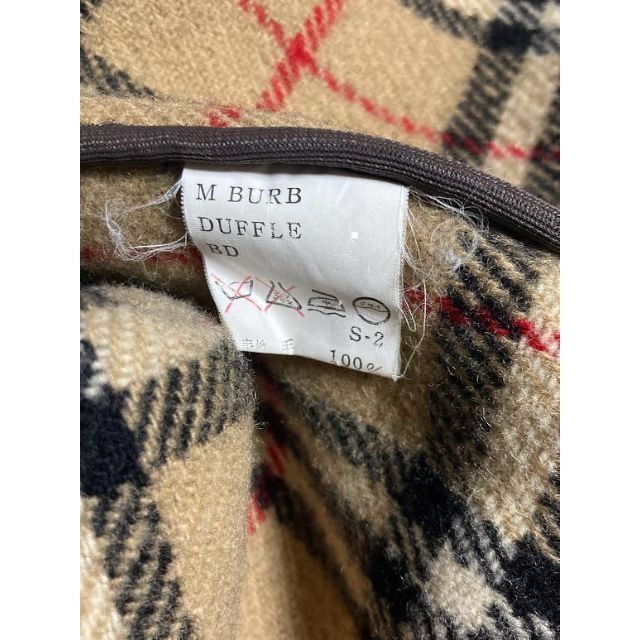 M BURB
DUFFLE
BD
S-2
毛
100%